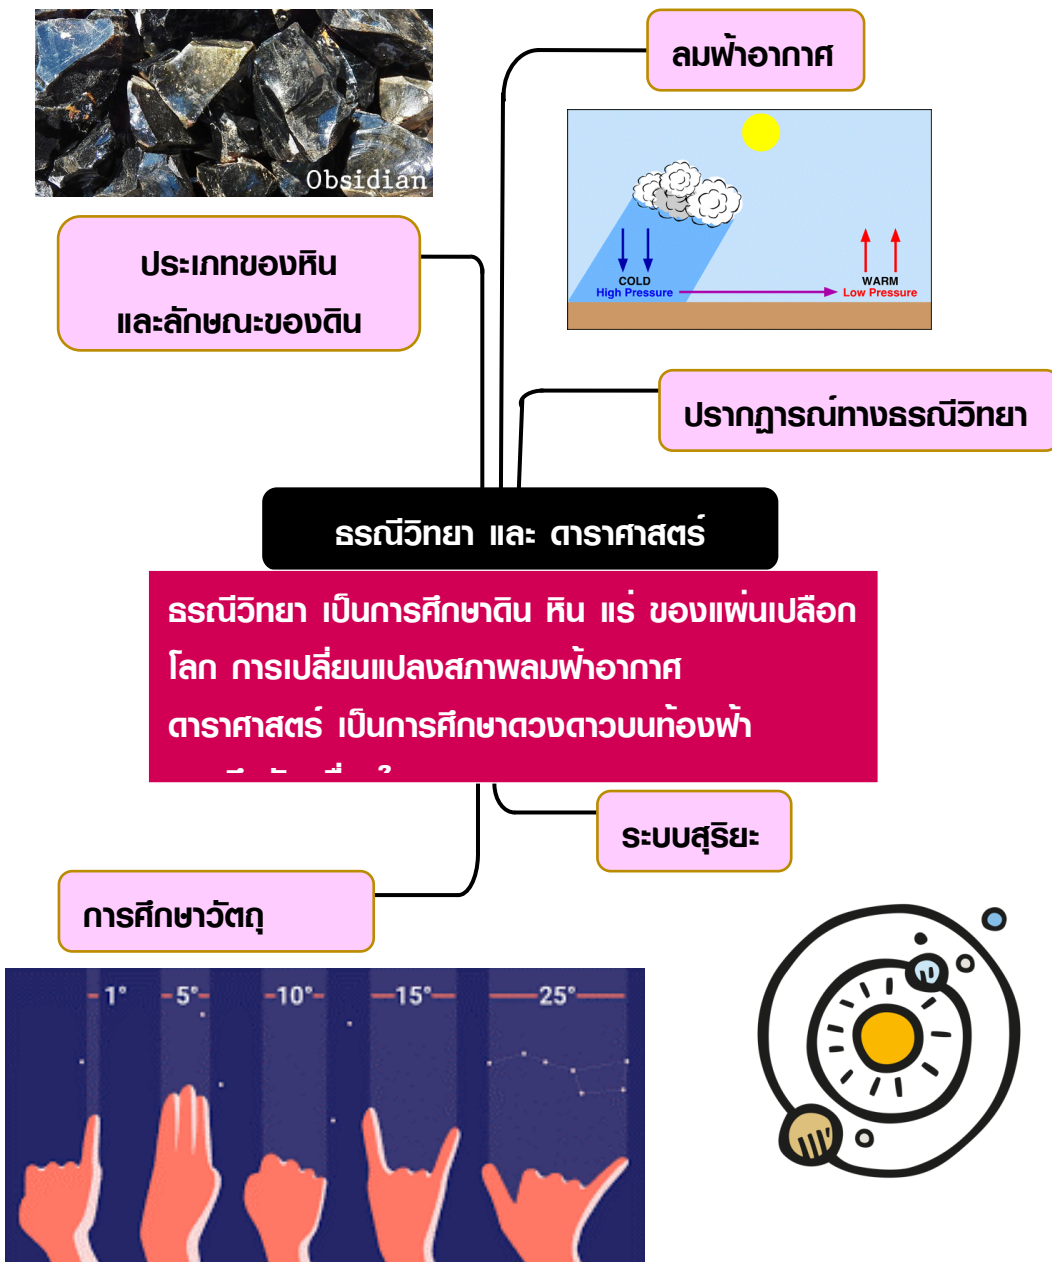 Obsidian
ลมฟ้าอากาศ
ประเภทของหิน
และลักษณะของดิน
COLD
High Pressure
WARM
Low Pressure
ปรากฏารณ์ทางธรณีวิทยา
ธรณีวิทยา และ ดาราศาสตร์
ธรณีวิทยา เป็นการศึกษาดิน หิน แร่ ของแผ่นเปลือก
โลก การเปลี่ยนแปลงสภาพลมฟ้าอากาศ
ดาราศาสตร์ เป็นการศึกษาดวงดาวบนท้องฟ้า
ระบบสุริยะ
การศึกษาวัตถุ
1° 5° 10° 15° 25°